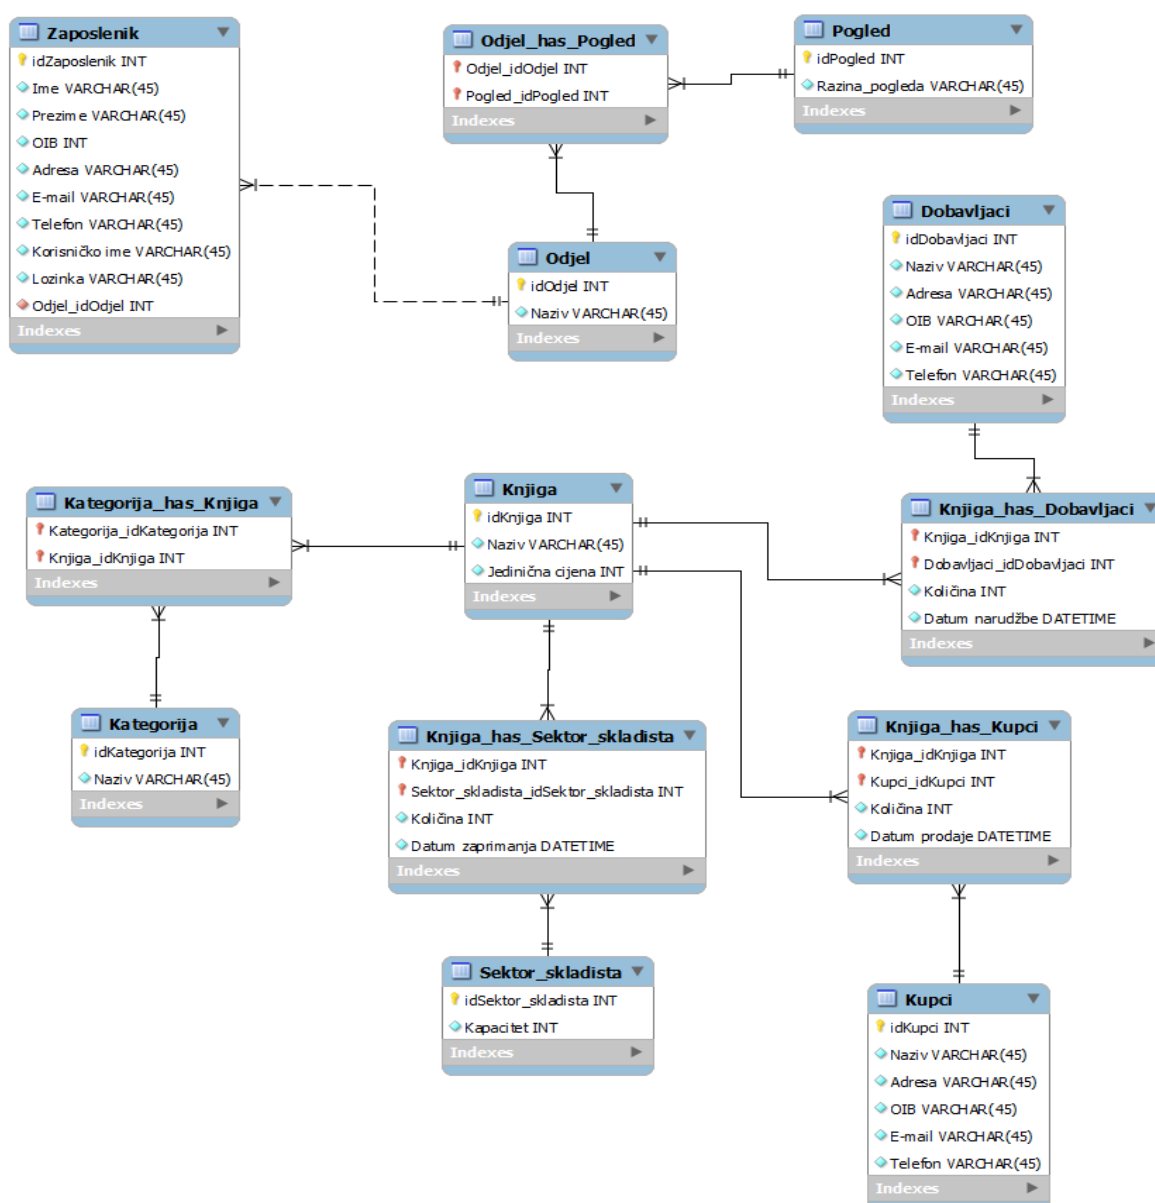 Zaposlenik
idZaposlenik INT
Ime VARCHAR(45)
Prezime VARCHAR(45)
OIB INT
Adresa VARCHAR(45)
E-mail VARCHAR(45)
Telefon VARCHAR(45)
Korisničko ime VARCHAR(45)
Lozinka VARCHAR(45)
Odjel_idOdjel INT
Indexes
Odjel_has_Pogled
Odjel_idOdjel INT
Pogled_idPogled INT
Indexes
Pogled
idPogled INT
Razina_pogleda VARCHAR(45)
Indexes
Odjel
idOdjel INT
Naziv VARCHAR(45)
Indexes
Dobavljaci
idDobavljaci INT
Naziv VARCHAR(45)
Adresa VARCHAR(45)
OIB VARCHAR(45)
E-mail VARCHAR(45)
Telefon VARCHAR(45)
Indexes
Kategorija_has_Knjiga
Kategorija_idKategorija INT
Knjiga_idKnjiga INT
Indexes
Knjiga
idKnjiga INT
Naziv VARCHAR(45)
Jedinična cijena INT
Indexes
Knjiga_has_Dobavljaci
Knjiga_idKnjiga INT
Dobavljaci_idDobavljaci INT
Količina INT
Datum narudžbe DATETIME
Indexes
Kategorija
idKategorija INT
Naziv VARCHAR(45)
Indexes
Knjiga_has_Sektor_skladista
Knjiga_idKnjiga INT
Sektor_skladista_idSektor_skladista INT
Količina INT
Datum zaprimanja DATETIME
Indexes
Knjiga_has_Kupci
Knjiga_idKnjiga INT
Kupci_idKupci INT
Količina INT
Datum prodaje DATETIME
Indexes
Sektor_skladista
idSektor_skladista INT
Kapacitet INT
Indexes
Kupci
idKupci INT
Naziv VARCHAR(45)
Adresa VARCHAR(45)
OIB VARCHAR(45)
E-mail VARCHAR(45)
Telefon VARCHAR(45)
Indexes